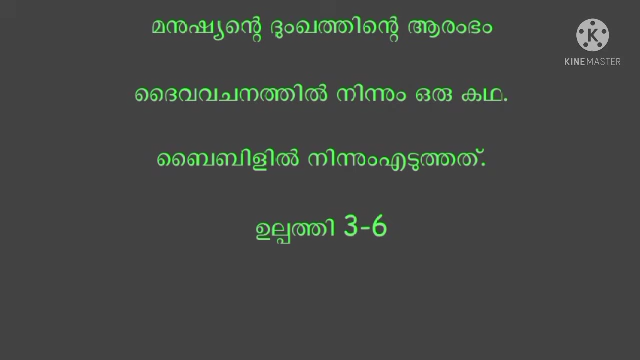 മനുഷ്യന്റെ ദുംഖത്തിന്റെ ആരംഭം
KINEMASTER
ദൈവവചനത്തിൽ നിന്നും ഒരു കഥ.
ബൈബിളിൽ നിന്നുംഎടുത്തത്.
ഉല്പത്തി 3-6